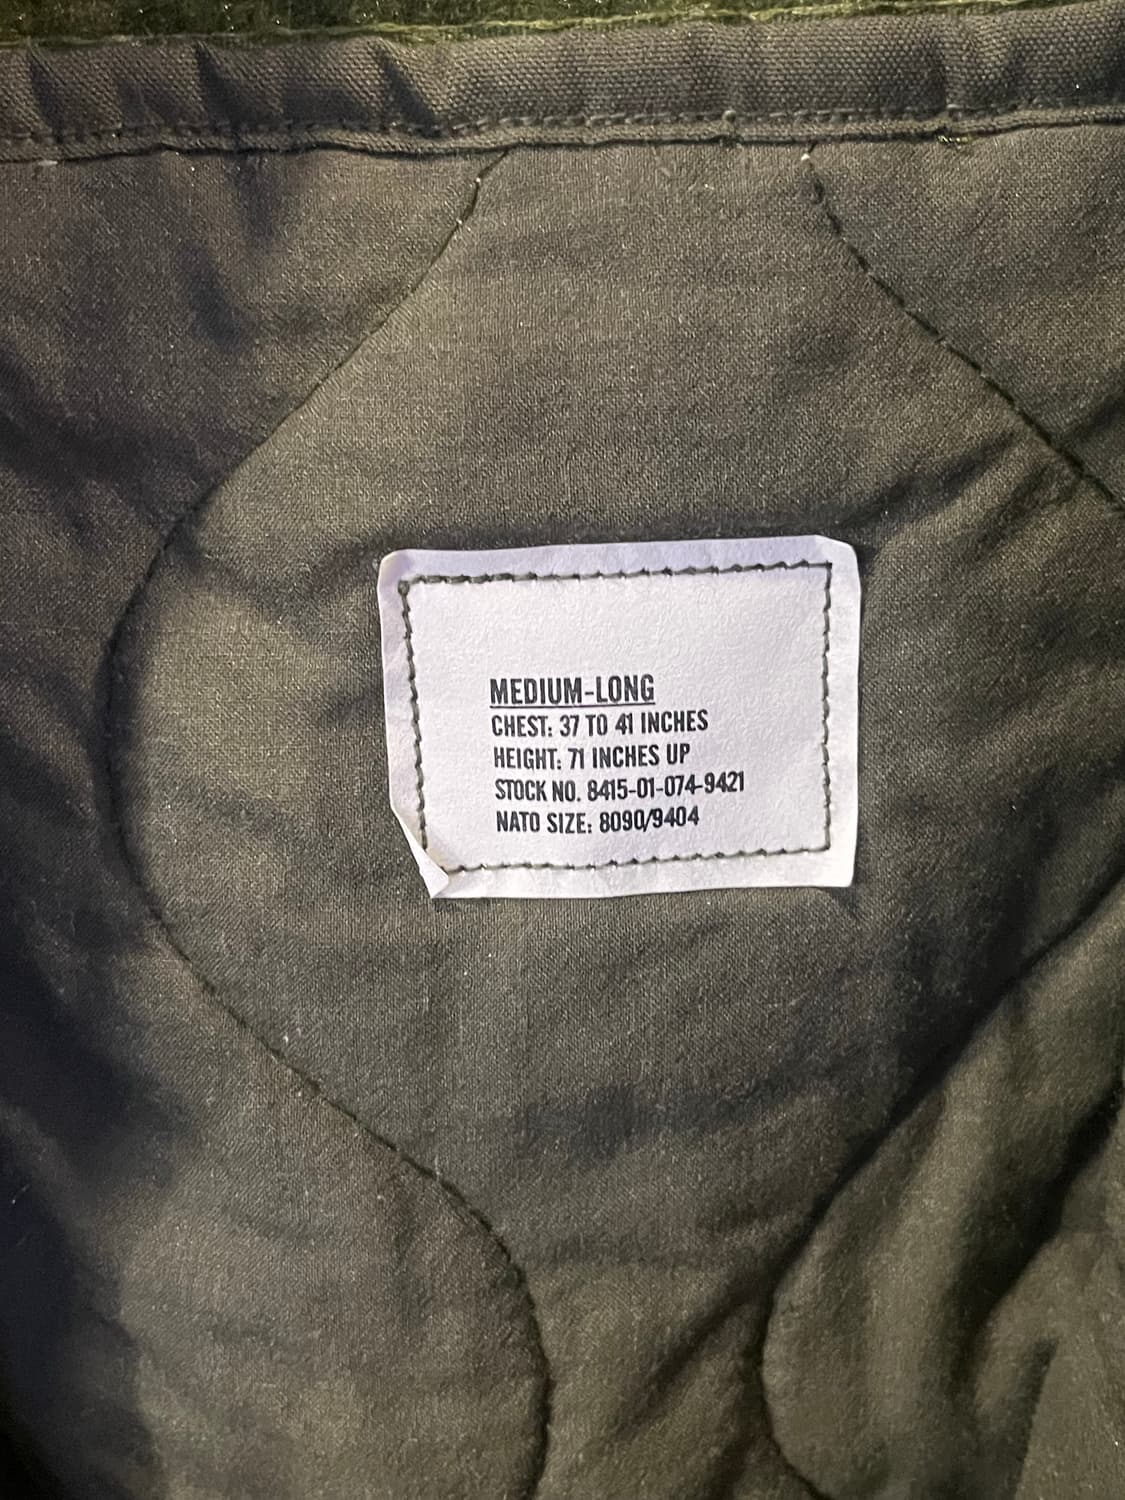 MEDIUM-LONG
CHEST: 37 TO 41 INCHES
HEIGHT: 71 INCHES UP
STOCK NO. 8415-01-074-9421
NATO SIZE: 8090/9404